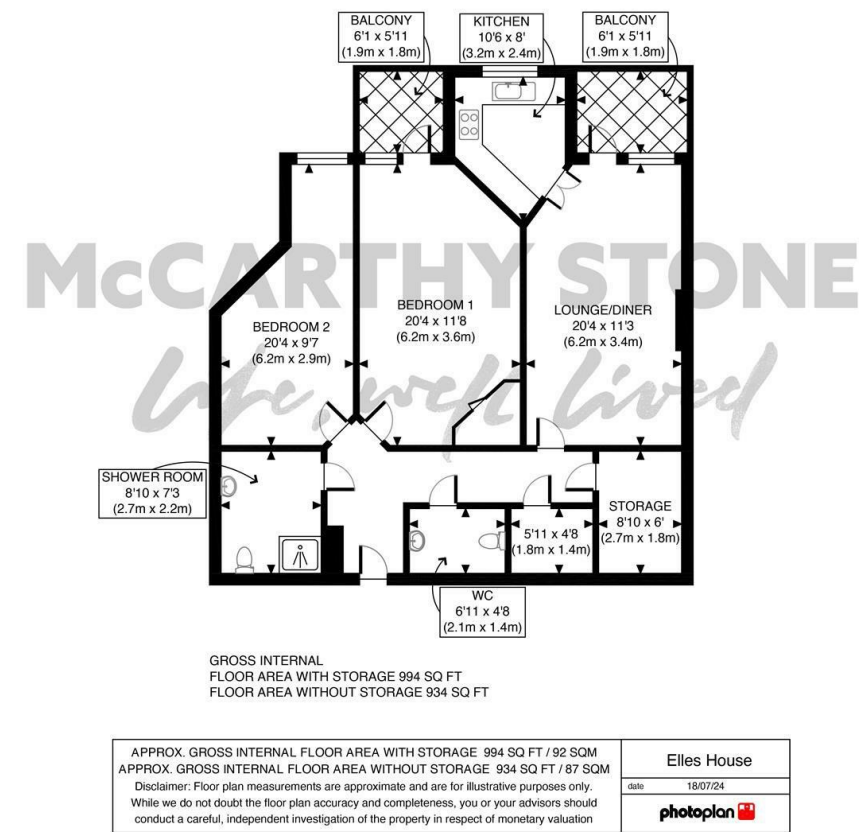 BALCONY
6'1 x 5'11
(1.9m x 1.8m)
KITCHEN
10'6 x 8'
(3.2m x 2.4m)
BALCONY
6'1 x 5'11
(1.9m x 1.8m)
McCARTHY STONE
life, well lived
BEDROOM 2
20'4 x 9'7
(6.2m x 2.9m)
BEDROOM 1
20'4 x 11'8
(6.2m x 3.6m)
LOUNGE/DINER
20'4 x 11'3
(6.2m x 3.4m)
SHOWER ROOM
8'10 x 7'3
(2.7m x 2.2m)
5'11 x 4'8
(1.8m x 1.4m)
STORAGE
8'10 x 6'
(2.7m x 1.8m)
WC
6'11 x 4'8
(2.1m x 1.4m)
GROSS INTERNAL
FLOOR AREA WITH STORAGE 994 SQ FT
FLOOR AREA WITHOUT STORAGE 934 SQ FT
APPROX. GROSS INTERNAL FLOOR AREA WITH STORAGE 994 SQ FT / 92 SQM
APPROX. GROSS INTERNAL FLOOR AREA WITHOUT STORAGE 934 SQ FT / 87 SQM
Disclaimer: Floor plan measurements are approximate and are for illustrative purposes only.
While we do not doubt the floor plan accuracy and completeness, you or your advisors should
conduct a careful, independent investigation of the property in respect of monetary valuation
Elles House
date 18/07/24
photoplan